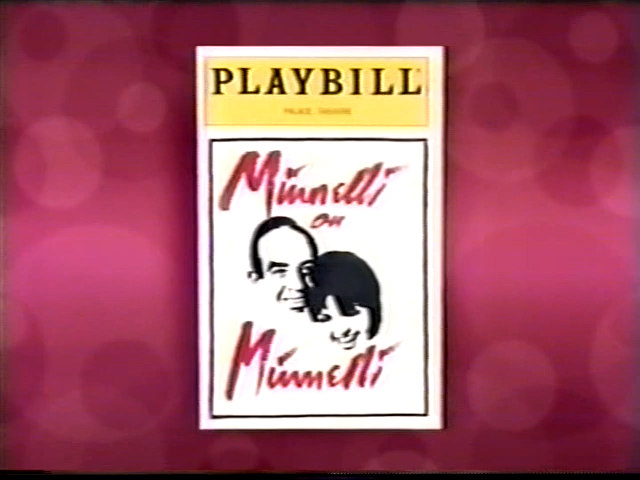 PLAYBILL
PALACE THEATRE
Minnelli
on
Minnelli